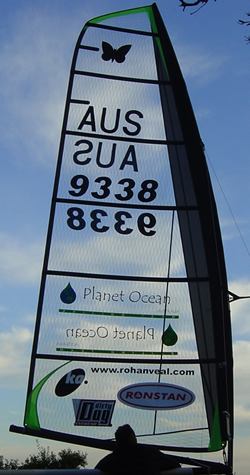 AUS
AUS
9338
9338
Planet Ocean
Planet Ocean
www.rohanveal.com
ka.
RONSTAN
dirty
Dog